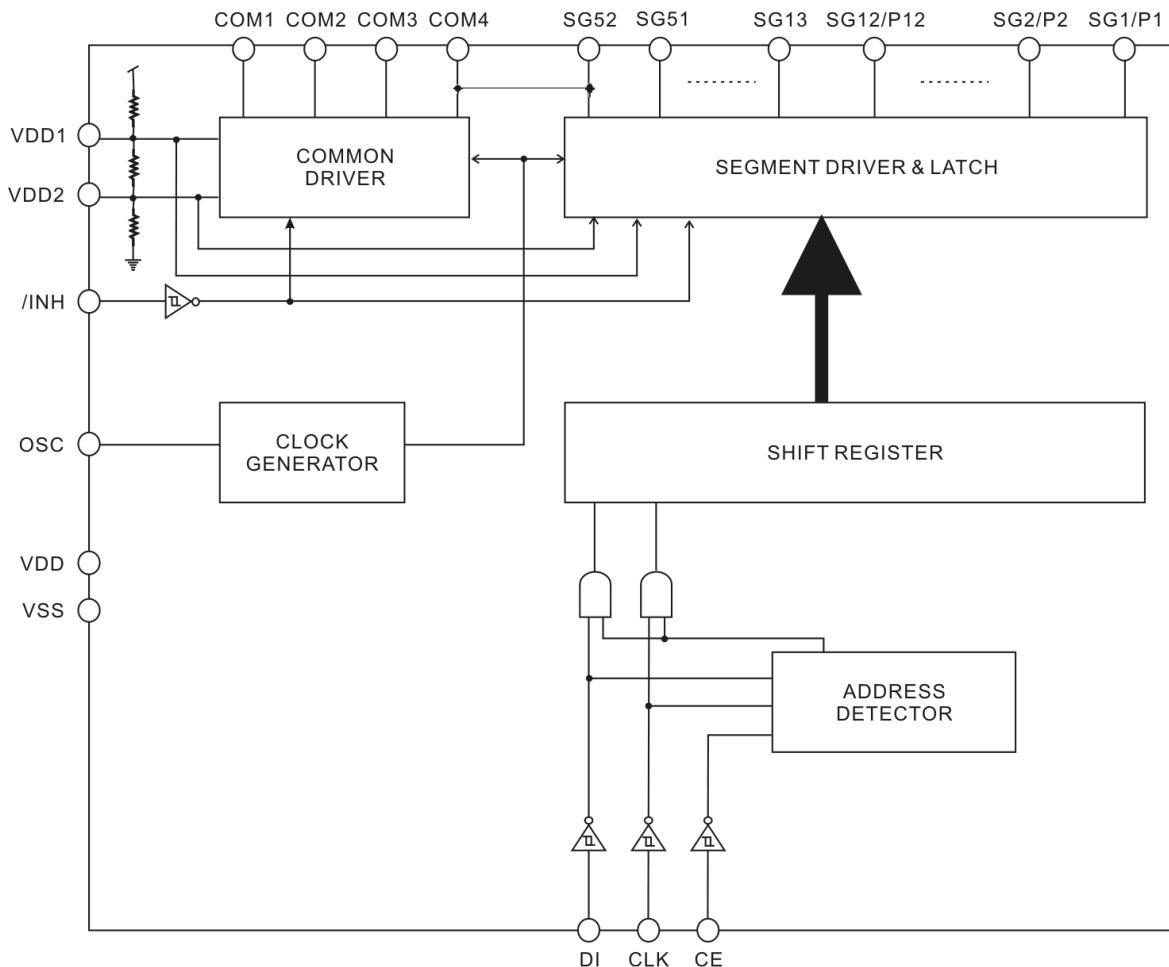 COM1 COM2 COM3 COM4 SG52 SG51 SG13 SG12/P12 SG2/P2 SG1/P1
VDD1
COMMON
DRIVER
SEGMENT DRIVER & LATCH
VDD2
/INH
OSC
CLOCK
GENERATOR
SHIFT REGISTER
VDD
VSS
ADDRESS
DETECTOR
DI CLK CE